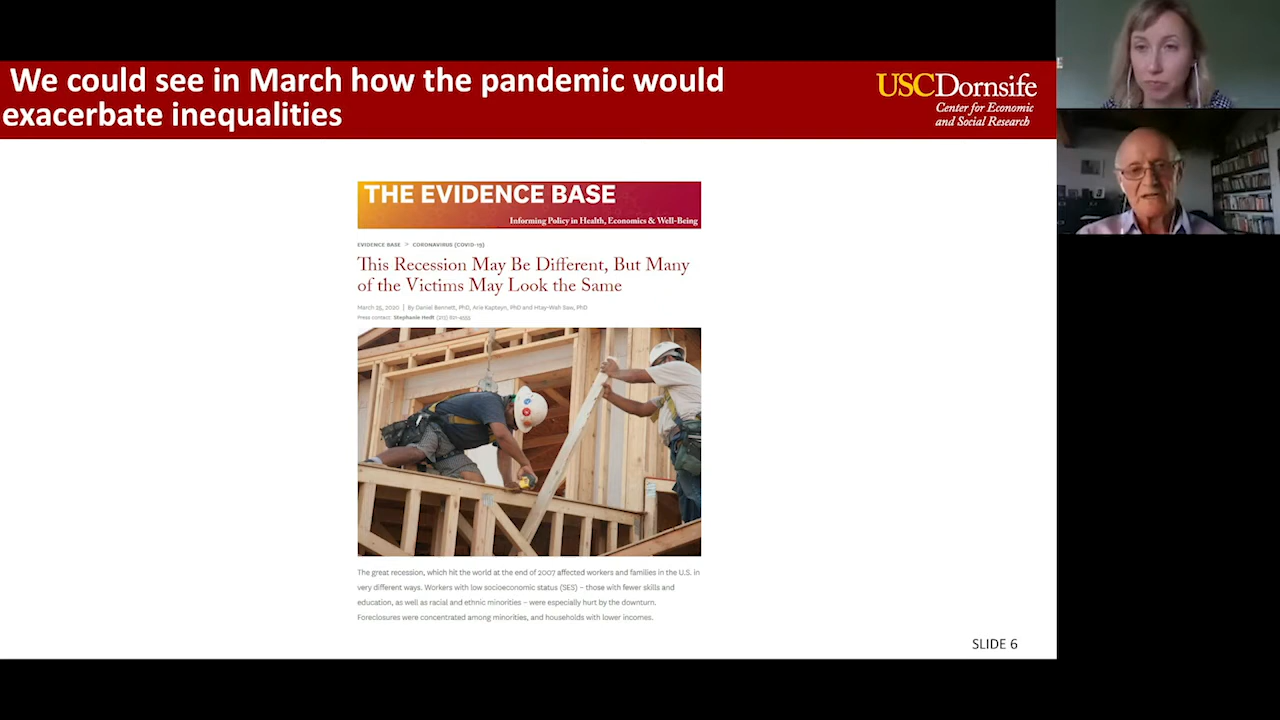 We could see in March how the pandemic would
exacerbate inequalities
USCDornsife
Center for Economic
and Social Research
THE EVIDENCE BASE
Informing Policy in Health, Economics & Well-Being
EVIDENCE BASE > CORONAVIRUS (COVID-19)
This Recession May Be Different, But Many
of the Victims May Look the Same
March 25, 2020 | By Daniel Bennett, PhD, Arie Kapteyn, PhD and Htay-Wah Saw, PhD
Press contact: Stephanie Hedt (213) 821-4555
The great recession, which hit the world at the end of 2007 affected workers and families in the U.S. in
very different ways. Workers with low socioeconomic status (SES) – those with fewer skills and
education, as well as racial and ethnic minorities – were especially hurt by the downturn.
Foreclosures were concentrated among minorities, and households with lower incomes.
SLIDE 6